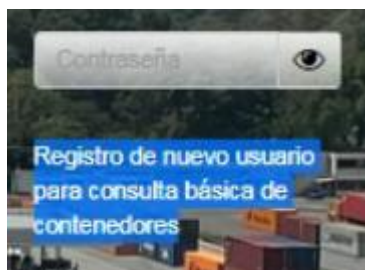 Contraseña
Registro de nuevo usuario
para consulta básica de
contenedores